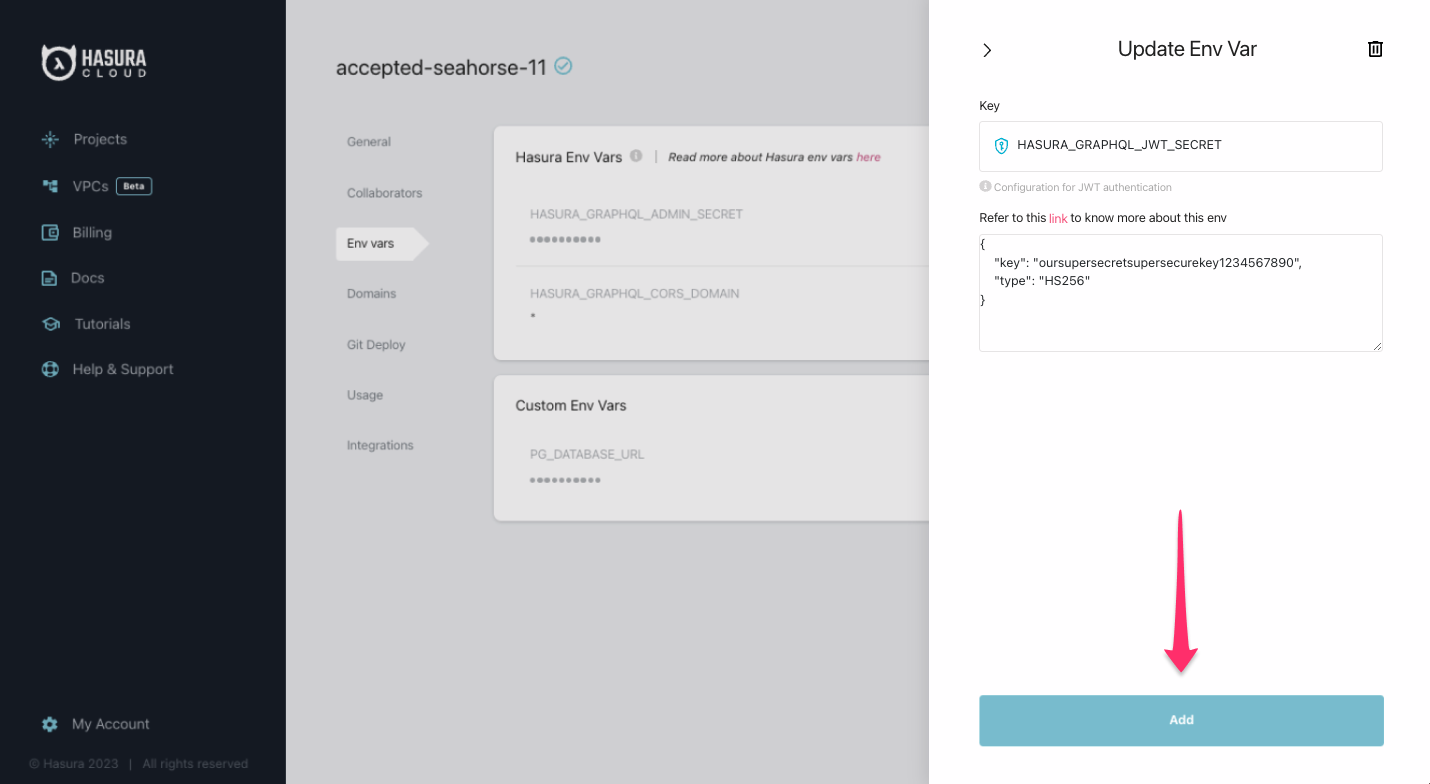 HASURA
CLOUD
Projects
VPCs Beta
Billing
Docs
Tutorials
Help & Support
My Account
© Hasura 2023 | All rights reserved
accepted-seahorse-11
General
Collaborators
Env vars
Domains
Git Deploy
Usage
Integrations
Hasura Env Vars | Read more about Hasura env vars here
HASURA_GRAPHQL_ADMIN_SECRET
••••••••••
HASURA_GRAPHQL_CORS_DOMAIN
*
Custom Env Vars
PG_DATABASE_URL
••••••••••
Update Env Var
Key
HASURA_GRAPHQL_JWT_SECRET
Configuration for JWT authentication
Refer to this link to know more about this env
{
"key": "oursupersecretsupersecurekey1234567890",
"type": "HS256"
}
Add